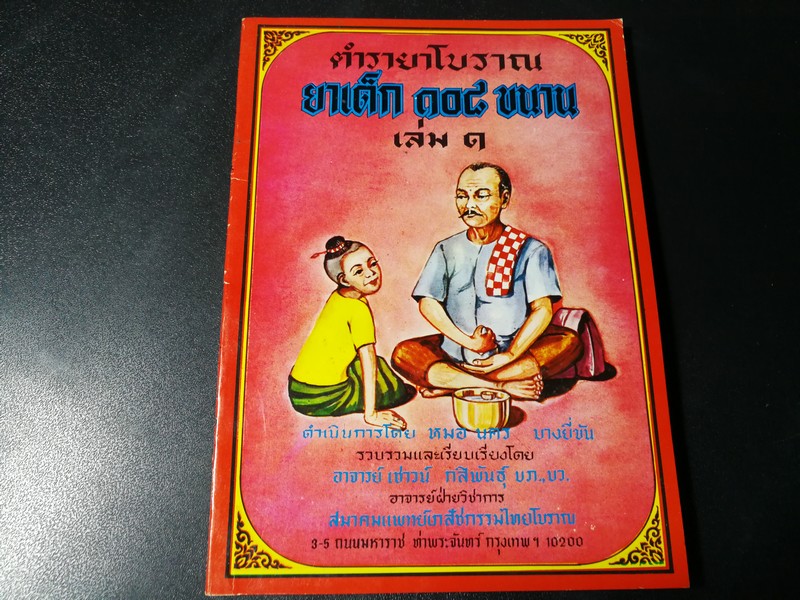 ตำรายาโบราณ
ยาเด็ก ๑๐๘ ขนาน
เล่ม ๑
ดำเนินการโดย หมอ นคร บางยี่ขัน
รวบรวมและเรียบเรียงโดย
อาจารย์ เชาวน์ กสิพันธุ์ บภ.,บว.
อาจารย์ฝ่ายวิชาการ
สมาคมแพทย์เภสัชกรรมไทยโบราณ
3-5 ถนนมหาราช ท่าพระจันทร์ กรุงเทพ ฯ 10200